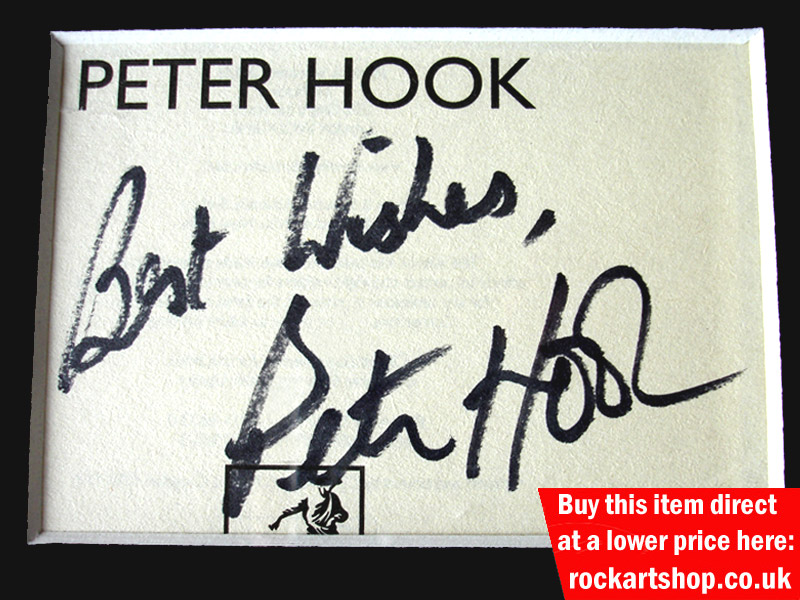 PETER HOOK
Best Wishes,
Peter Hook
Buy this item direct
at a lower price here:
rockartshop.co.uk